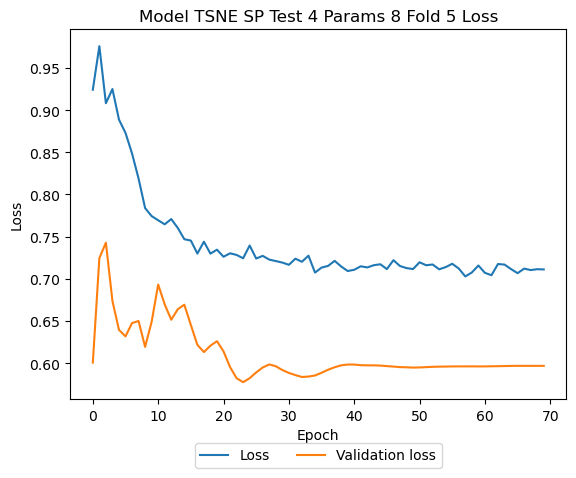 Model TSNE SP Test 4 Params 8 Fold 5 Loss
0.95
0.90
0.85
0.80
0.75
0.70
0.65
0.60
Loss
0 10 20 30 40 50 60 70
Epoch
Loss Validation loss